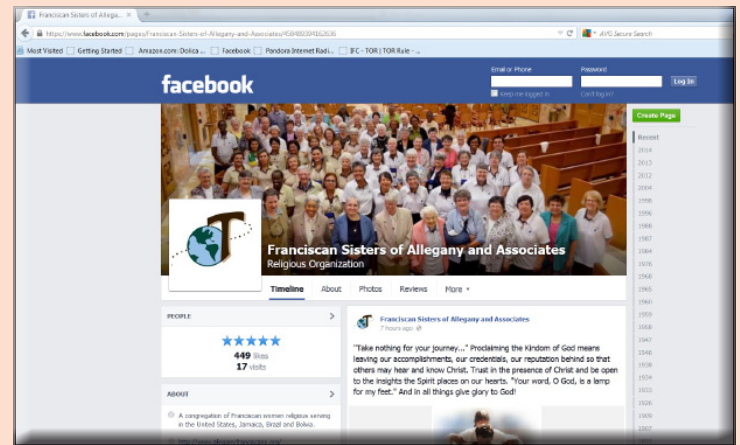 Franciscan Sisters of Allega...
https://www.facebook.com/pages/Franciscan-Sisters-of-Allegany-and-Associates/
AVG Secure Search
Most Visited Getting Started Amazon.com: Dolica ... Facebook Pandora Internet Radi... IFC - TOR | TOR Rule - ...
facebook
Email or Phone
Password
Log In
Keep me logged in
Can't log in?
Create Page
Franciscan Sisters of Allegany and Associates
Religious Organization
Timeline About Photos Reviews More
PEOPLE
449 likes
17 visits
ABOUT
A congregation of Franciscan women religious serving
in the United States, Jamaica, Brazil and Bolivia.
Franciscan Sisters of Allegany and Associates
7 hours ago
"Take nothing for your journey..." Proclaiming the Kindom of God means
leaving our accomplishments, our credentials, our reputation behind so that
others may hear and know Christ. Trust in the presence of Christ and be open
to the insights the Spirit places on our hearts. "Your word, O God, is a lamp
for my feet." And in all things give glory to God!
Recent
2014
2013
2012